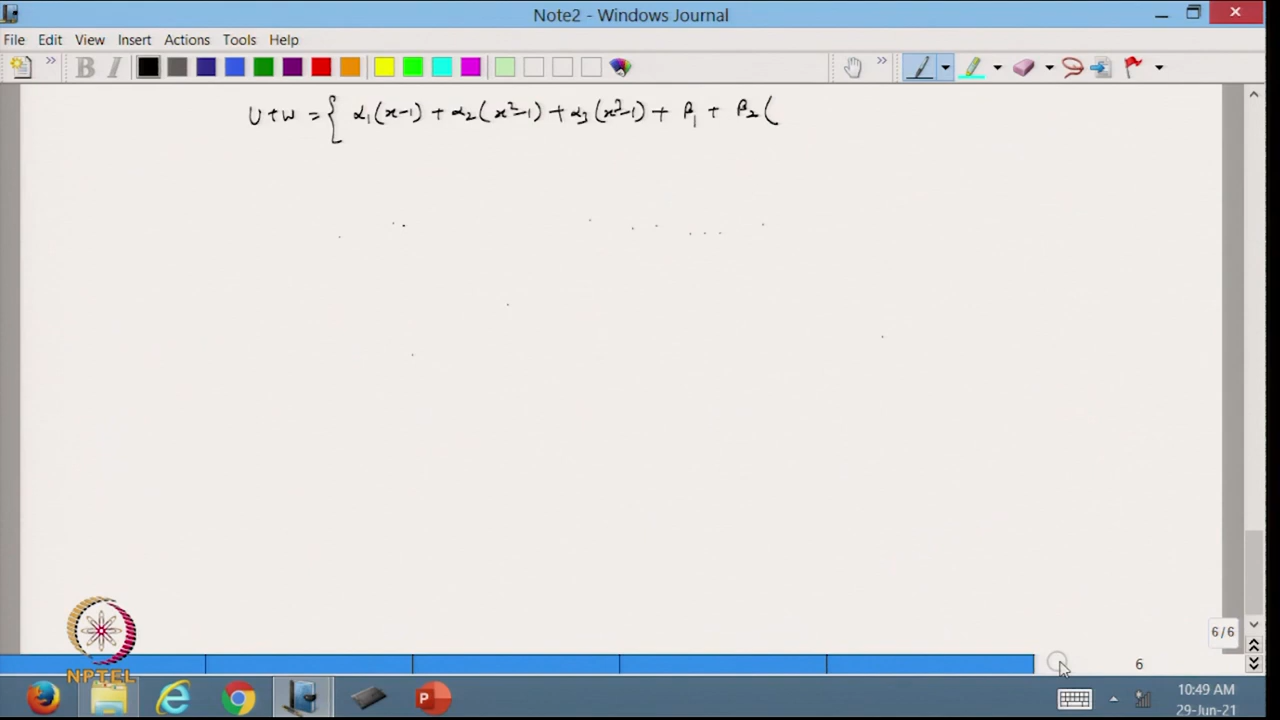 Note2 - Windows Journal
File Edit View Insert Actions Tools Help
U+W = { α₁(x-1) + α₂(x²-1) + α₃(x³-1) + β₁ + β₂(
6/6
6
NPTEL
10:49 AM
29-Jun-21